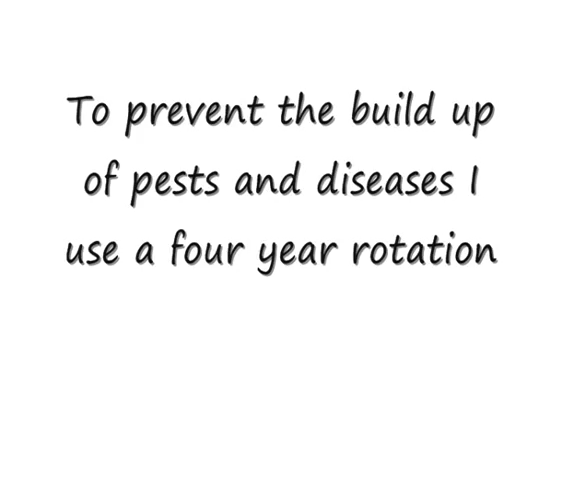 To prevent the build up
of pests and diseases I
use a four year rotation